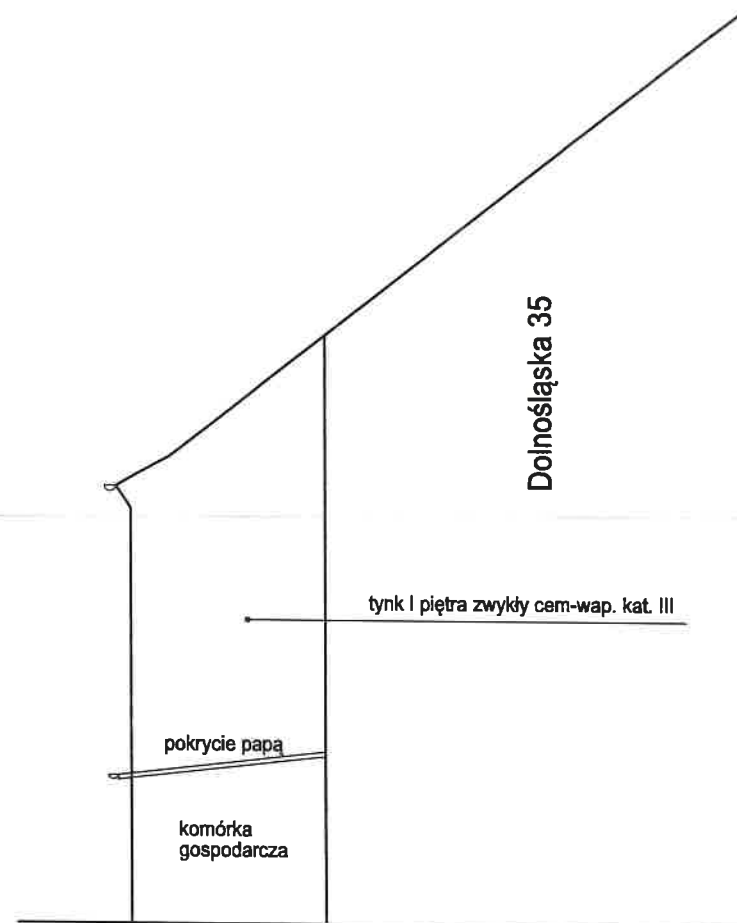 Dolnośląska 35
tynk I piętra zwykły cem-wap. kat. III
pokrycie papą
komórka
gospodarcza